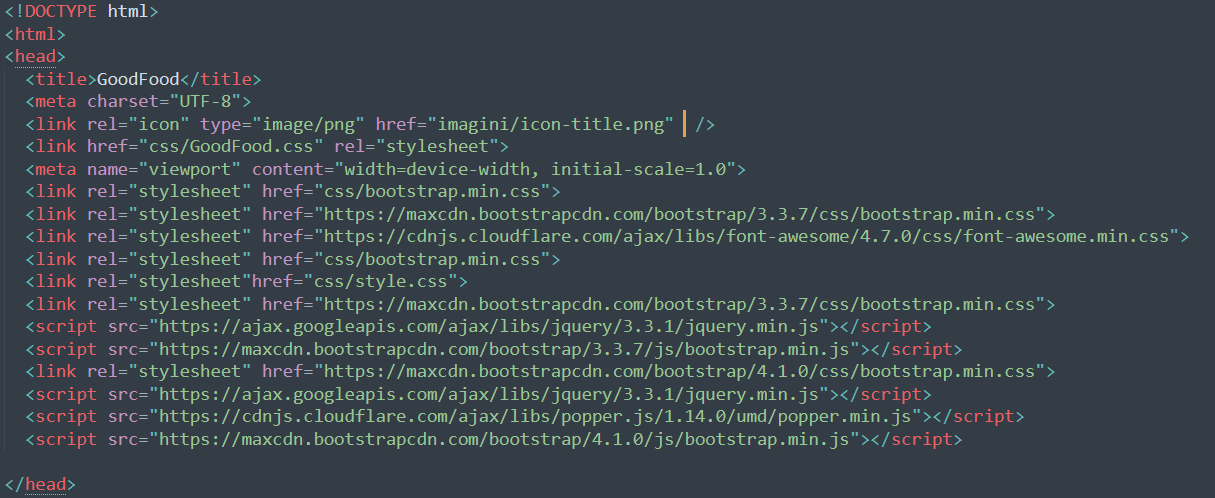 <!DOCTYPE html>
<html>
<head>
<title>GoodFood</title>
<meta charset="UTF-8">
<link rel="icon" type="image/png" href="imagini/icon-title.png"  />
<link href="css/GoodFood.css" rel="stylesheet">
<meta name="viewport" content="width=device-width, initial-scale=1.0">
<link rel="stylesheet" href="css/bootstrap.min.css">
<link rel="stylesheet" href="https://maxcdn.bootstrapcdn.com/bootstrap/3.3.7/css/bootstrap.min.css">
<link rel="stylesheet" href="https://cdnjs.cloudflare.com/ajax/libs/font-awesome/4.7.0/css/font-awesome.min.css">
<link rel="stylesheet" href="css/bootstrap.min.css">
<link rel="stylesheet"href="css/style.css">
<link rel="stylesheet" href="https://maxcdn.bootstrapcdn.com/bootstrap/3.3.7/css/bootstrap.min.css">
<script src="https://ajax.googleapis.com/ajax/libs/jquery/3.3.1/jquery.min.js"></script>
<script src="https://maxcdn.bootstrapcdn.com/bootstrap/3.3.7/js/bootstrap.min.js"></script>
<link rel="stylesheet" href="https://maxcdn.bootstrapcdn.com/bootstrap/4.1.0/css/bootstrap.min.css">
<script src="https://ajax.googleapis.com/ajax/libs/jquery/3.3.1/jquery.min.js"></script>
<script src="https://cdnjs.cloudflare.com/ajax/libs/popper.js/1.14.0/umd/popper.min.js"></script>
<script src="https://maxcdn.bootstrapcdn.com/bootstrap/4.1.0/js/bootstrap.min.js"></script>
</head>